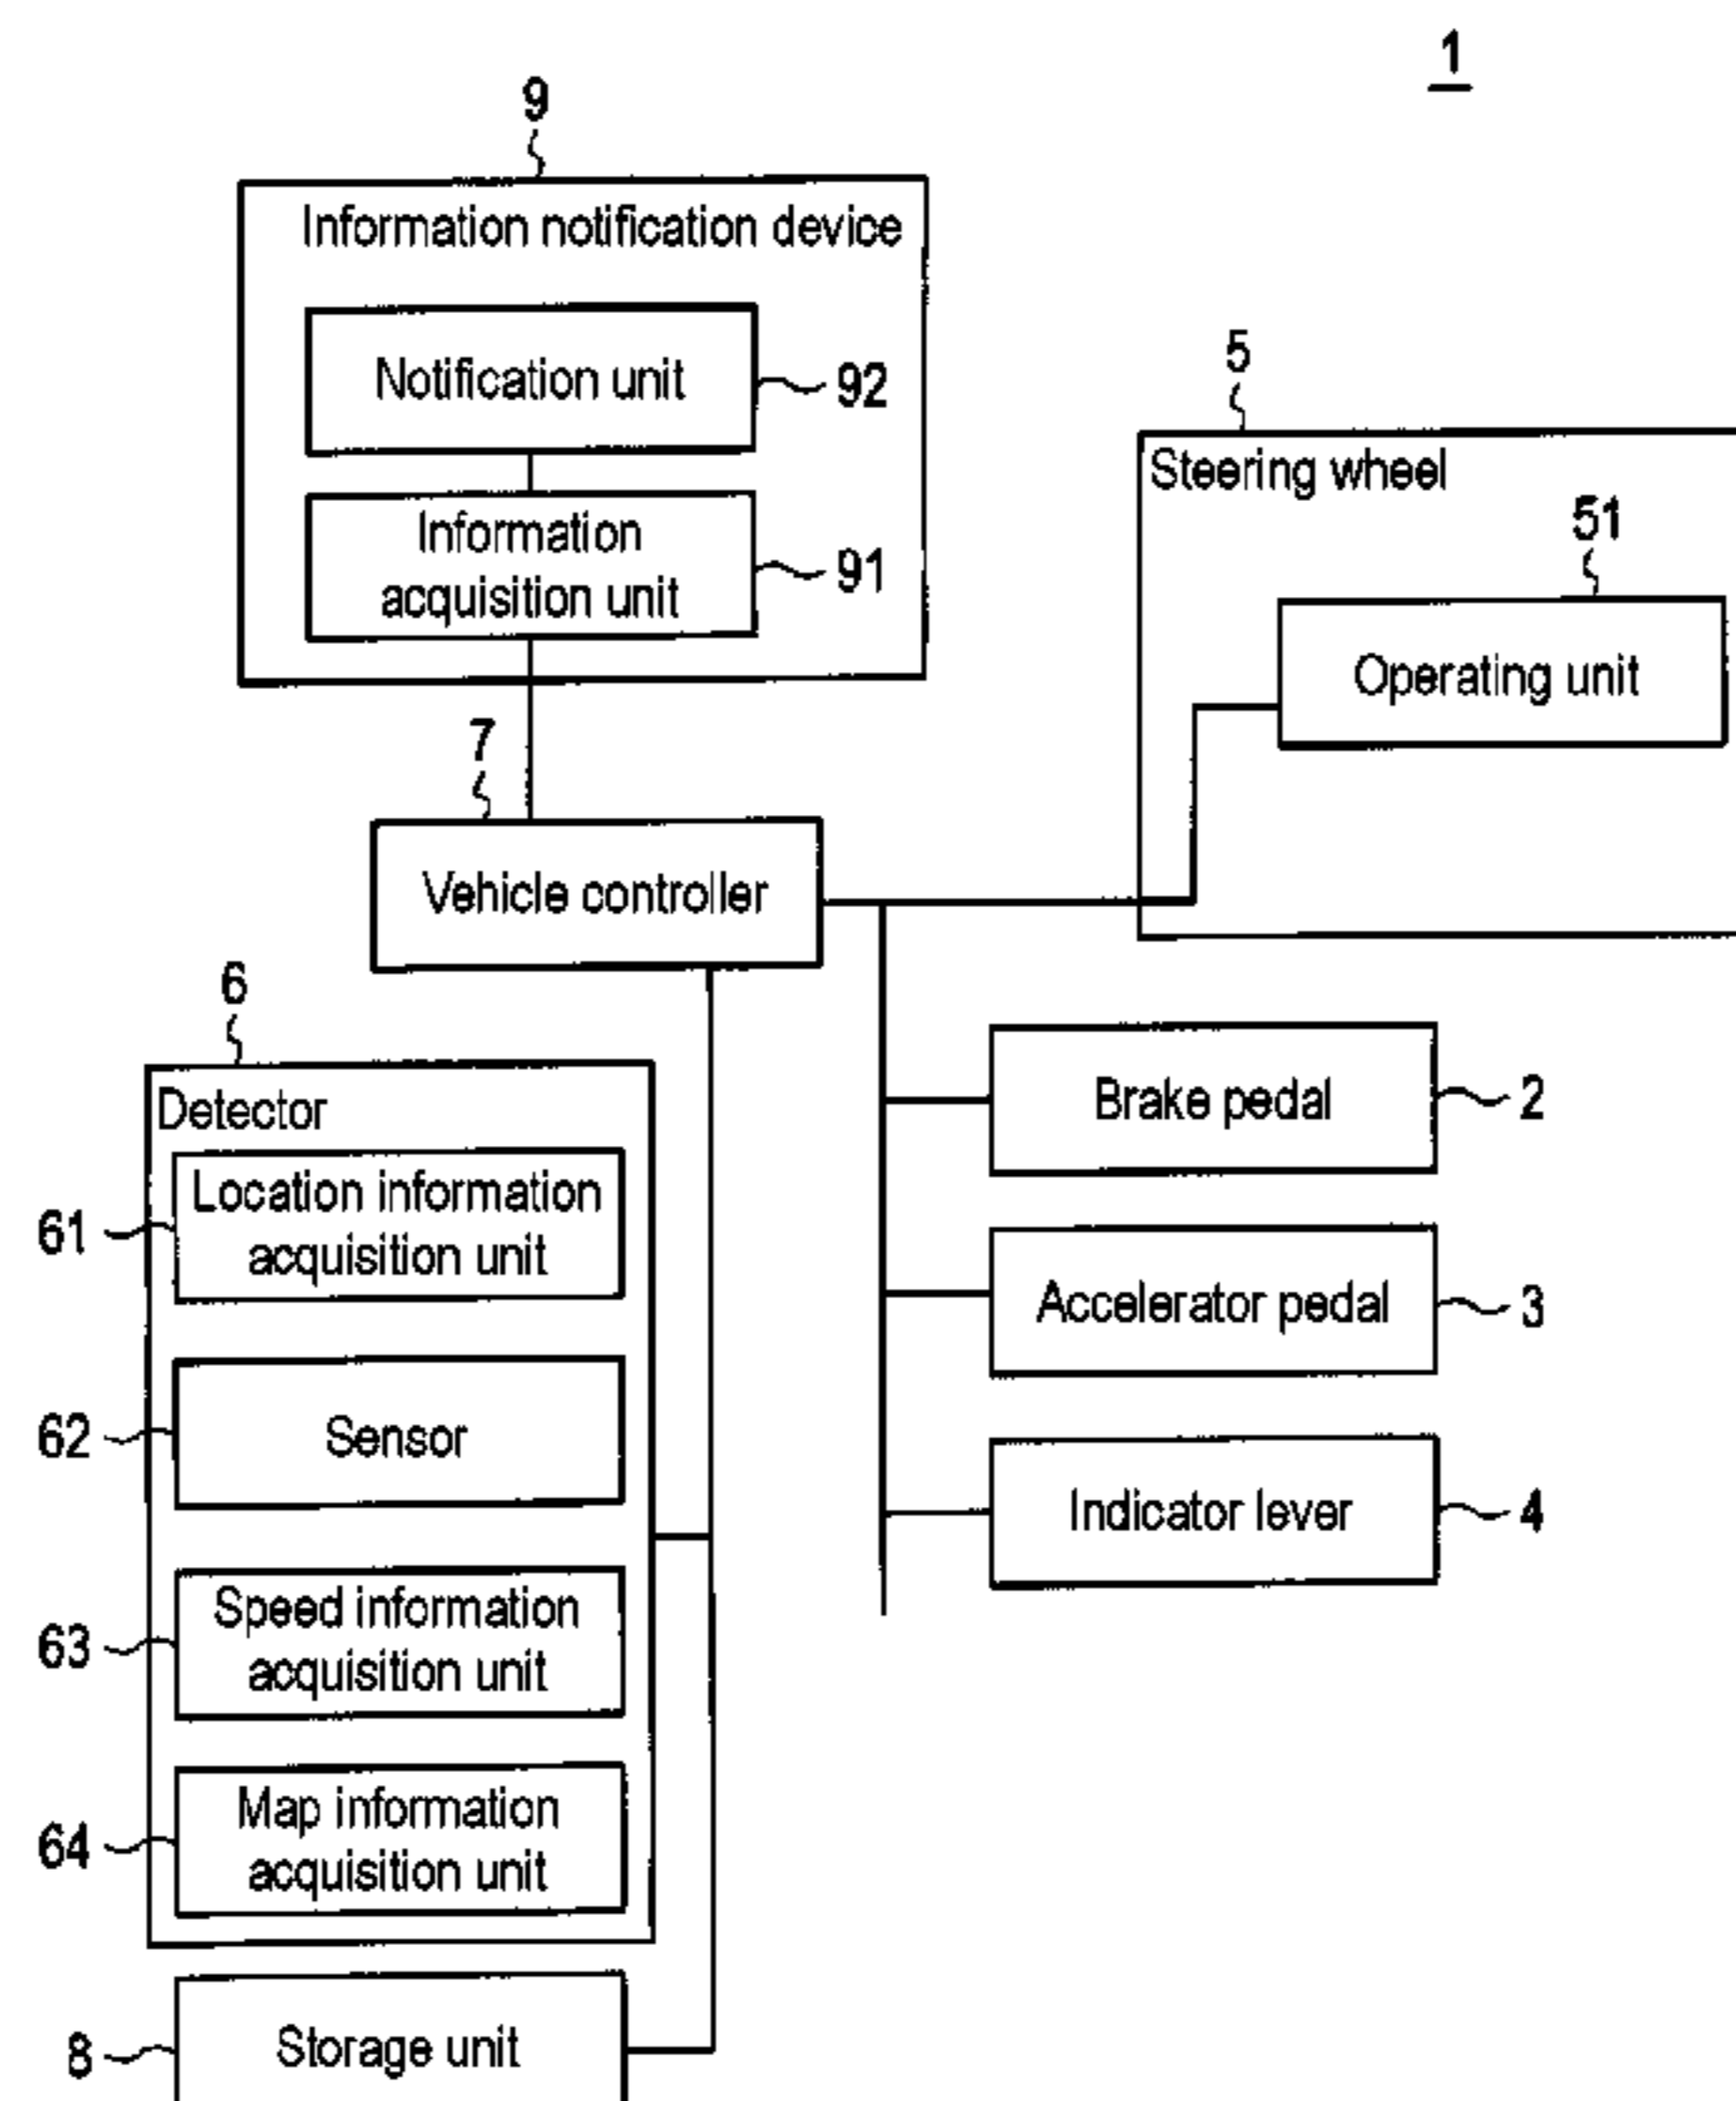 1
9
Information notification device
Notification unit
92
Information
acquisition unit
91
5
Steering wheel
51
Operating unit
7
Vehicle controller
6
Detector
Location information
acquisition unit
61
Sensor
62
Speed information
acquisition unit
63
Map information
acquisition unit
64
Storage unit
8
Brake pedal
2
Accelerator pedal
3
Indicator lever
4